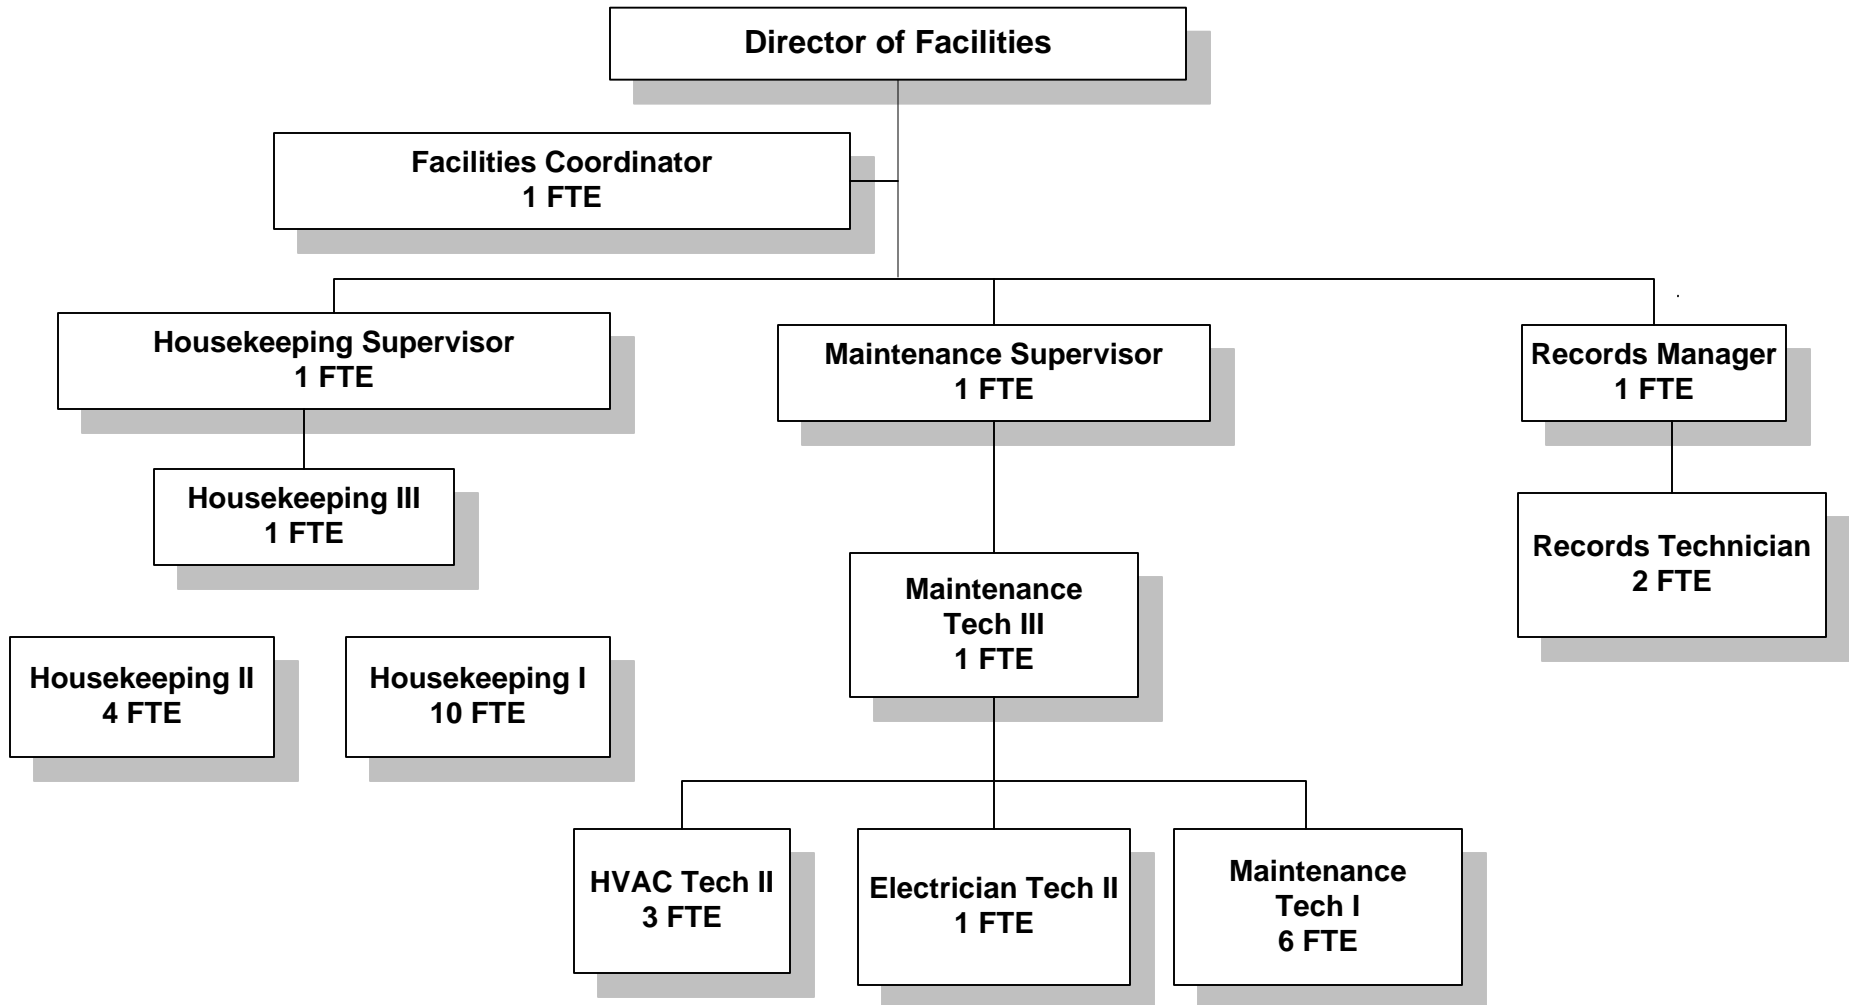 Director of Facilities
Facilities Coordinator
1 FTE
Housekeeping Supervisor
1 FTE
Maintenance Supervisor
1 FTE
Records Manager
1 FTE
Housekeeping III
1 FTE
Records Technician
2 FTE
Maintenance
Tech III
1 FTE
Housekeeping II
4 FTE
Housekeeping I
10 FTE
HVAC Tech II
3 FTE
Electrician Tech II
1 FTE
Maintenance
Tech I
6 FTE